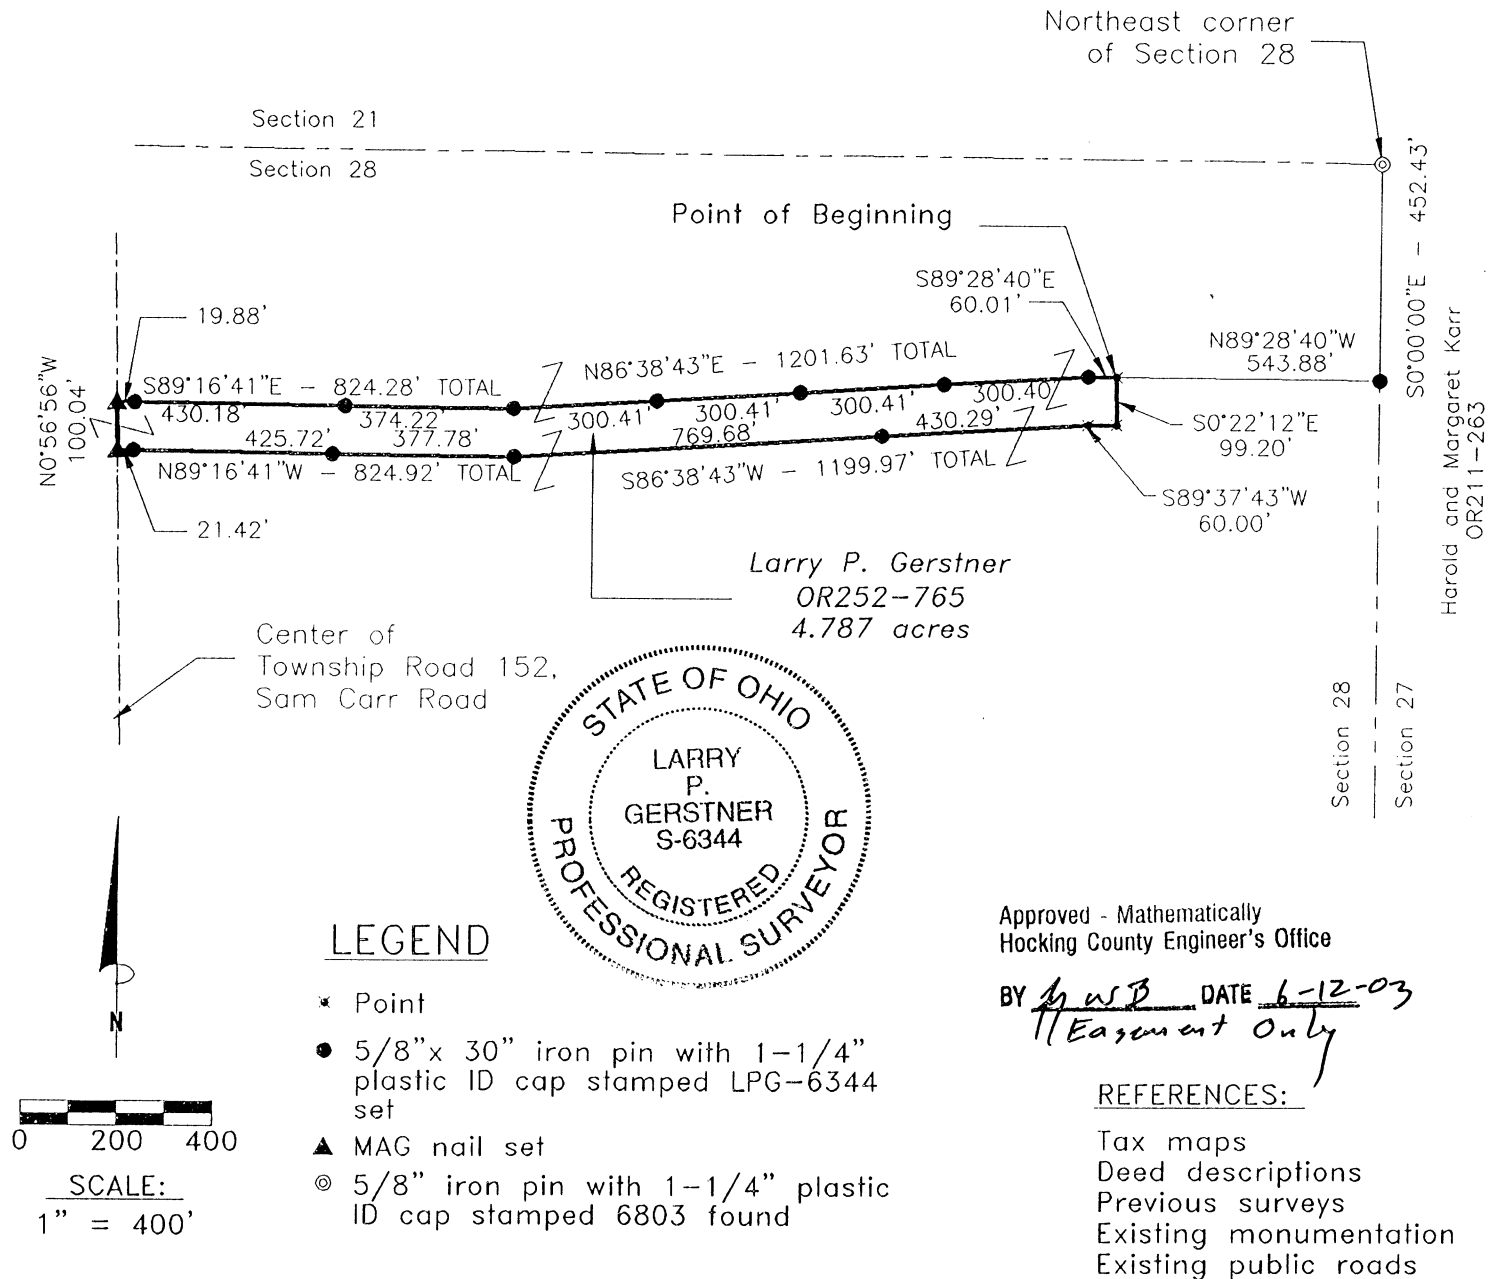 Northeast corner
of Section 28
Section 21
Section 28
Point of Beginning
S0°00'00"E - 452.43'
Harold and Margaret Karr
OR211-263
S89°28'40"E
60.01'
N89°28'40"W
543.88'
19.88'
N0°56'56"W
100.04'
S89°16'41"E - 824.28' TOTAL
N86°38'43"E - 1201.63' TOTAL
430.18'
374.22'
300.41'
300.41'
300.41'
300.40'
425.72'
377.78'
769.68'
430.29'
S0°22'12"E
99.20'
N89°16'41"W - 824.92' TOTAL
S86°38'43"W - 1199.97' TOTAL
S89°37'43"W
60.00'
21.42'
Larry P. Gerstner
OR252-765
4.787 acres
Center of
Township Road 152,
Sam Carr Road
Section 28
Section 27
STATE OF OHIO
LARRY
P.
GERSTNER
S-6344
REGISTERED
PROFESSIONAL SURVEYOR
N
0 200 400
SCALE:
1" = 400'
LEGEND
Point
5/8"x 30" iron pin with 1-1/4"
plastic ID cap stamped LPG-6344
set
MAG nail set
5/8" iron pin with 1-1/4" plastic
ID cap stamped 6803 found
Approved - Mathematically
Hocking County Engineer's Office
BY DATE 6-12-03
Easement Only
REFERENCES:
Tax maps
Deed descriptions
Previous surveys
Existing monumentation
Existing public roads